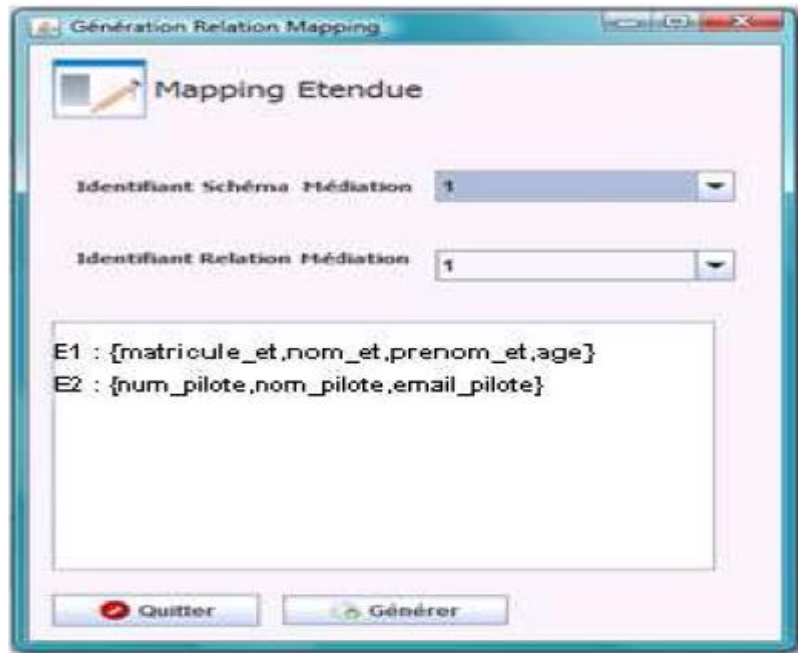 Génération Relation Mapping
Mapping Etendue
Identifiant Schéma Médiation 1
Identifiant Relation Médiation 1
E1 : {matricule_et,nom_et,prenom_et,age}
E2 : {num_pilote,nom_pilote,email_pilote}
Quitter Générer